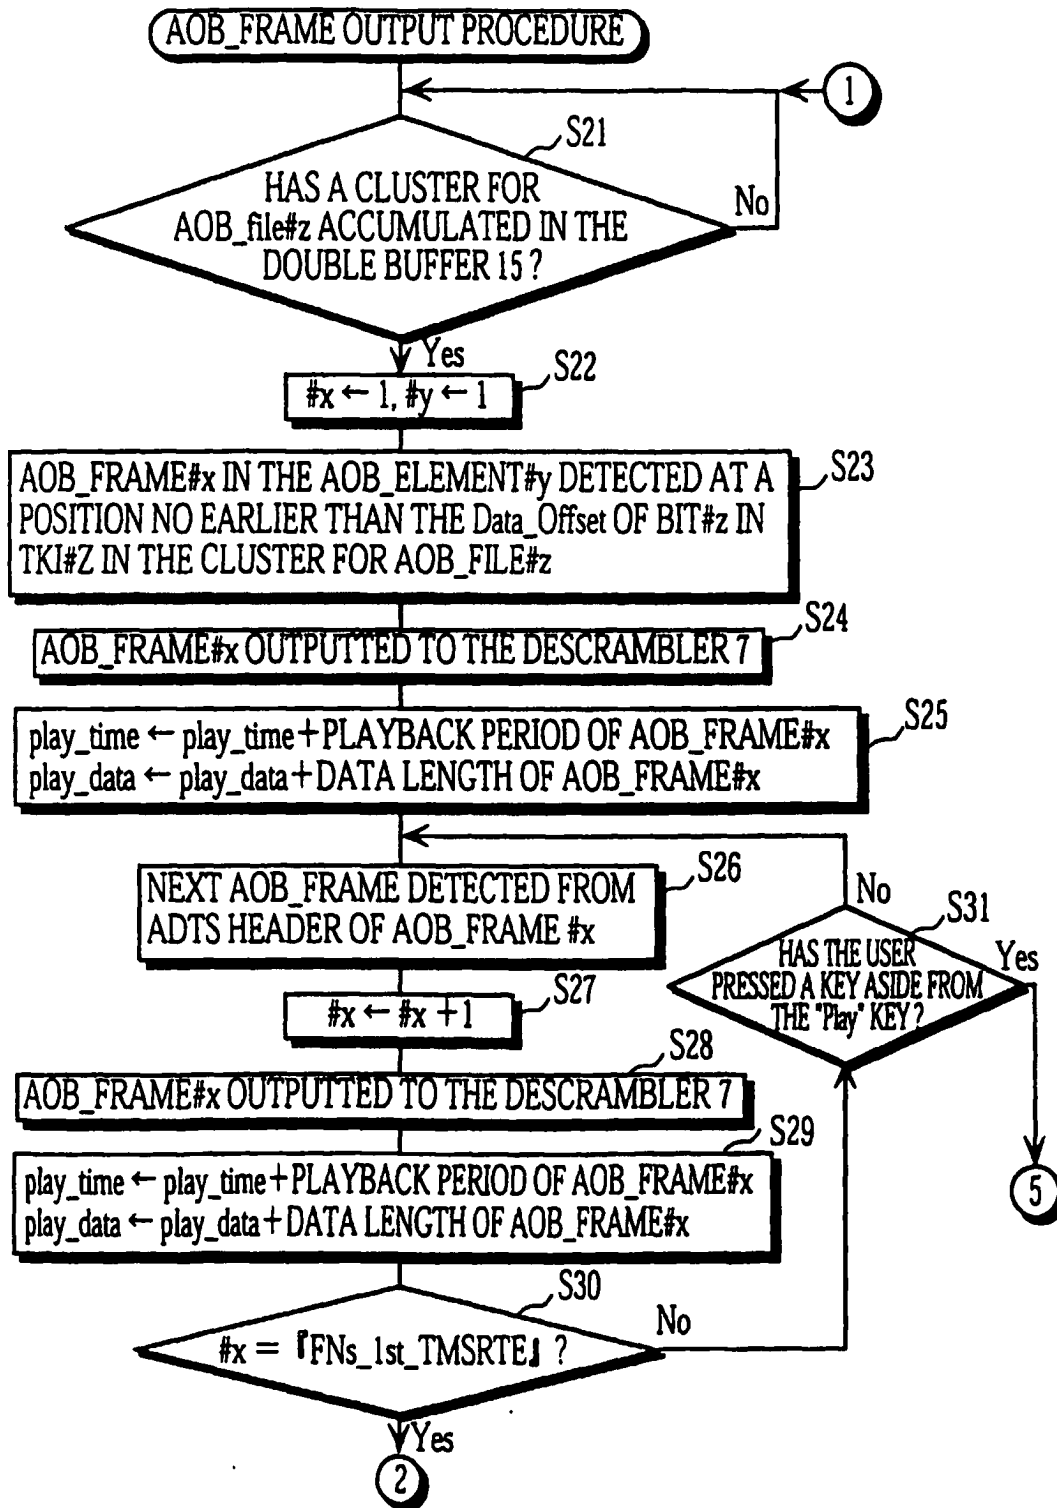 AOB_FRAME OUTPUT PROCEDURE
1
S21
HAS A CLUSTER FOR
AOB_file#z ACCUMULATED IN THE
DOUBLE BUFFER 15 ?
No
Yes
S22
#x ← 1, #y ← 1
S23
AOB_FRAME#x IN THE AOB_ELEMENT#y DETECTED AT A
POSITION NO EARLIER THAN THE Data_Offset OF BIT#z IN
TKI#Z IN THE CLUSTER FOR AOB_FILE#z
S24
AOB_FRAME#x OUTPUTTED TO THE DESCRAMBLER 7
S25
play_time ← play_time+PLAYBACK PERIOD OF AOB_FRAME#x
play_data ← play_data+DATA LENGTH OF AOB_FRAME#x
S26
NEXT AOB_FRAME DETECTED FROM
ADTS HEADER OF AOB_FRAME #x
No
S31
HAS THE USER
PRESSED A KEY ASIDE FROM
THE "Play" KEY ?
Yes
S27
#x ← #x +1
S28
AOB_FRAME#x OUTPUTTED TO THE DESCRAMBLER 7
S29
play_time ← play_time+PLAYBACK PERIOD OF AOB_FRAME#x
play_data ← play_data+DATA LENGTH OF AOB_FRAME#x
5
S30
#x = 『FNs_1st_TMSRTE』 ?
No
Yes
2